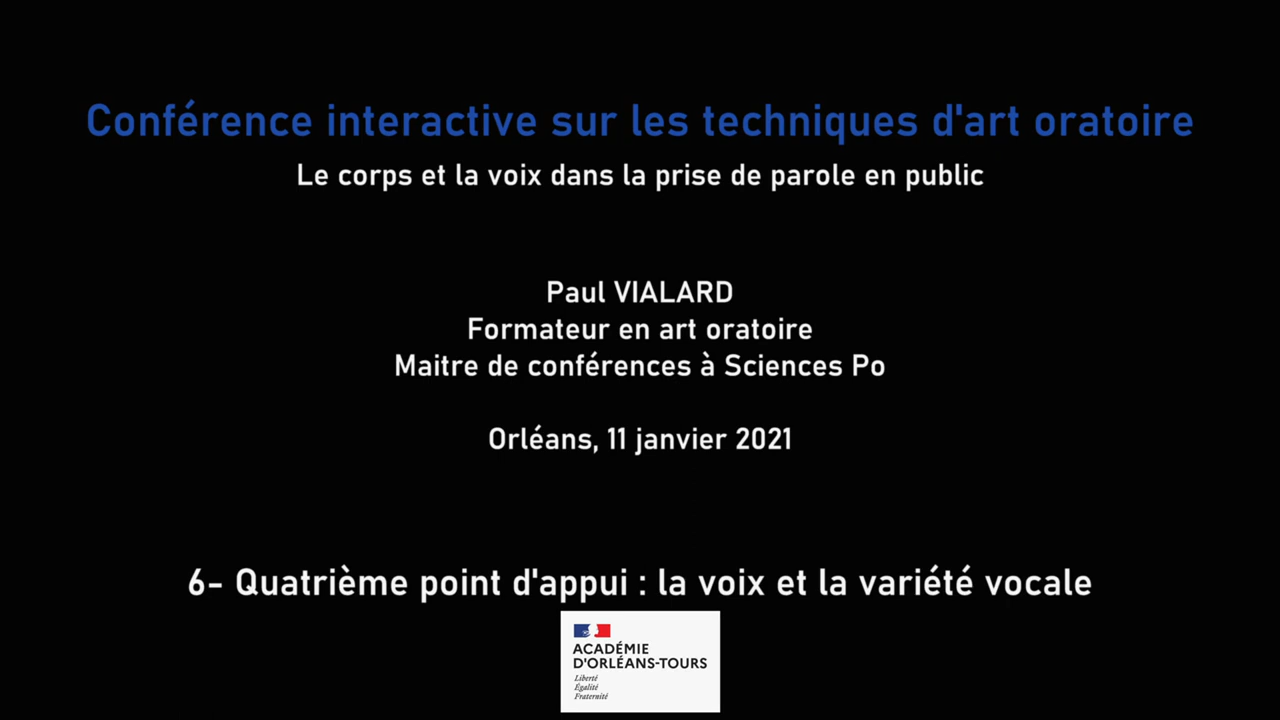 Conférence interactive sur les techniques d'art oratoire
Le corps et la voix dans la prise de parole en public
Paul VIALARD
Formateur en art oratoire
Maitre de conférences à Sciences Po
Orléans, 11 janvier 2021
6- Quatrième point d'appui : la voix et la variété vocale
ACADÉMIE
D'ORLÉANS-TOURS
Liberté
Égalité
Fraternité